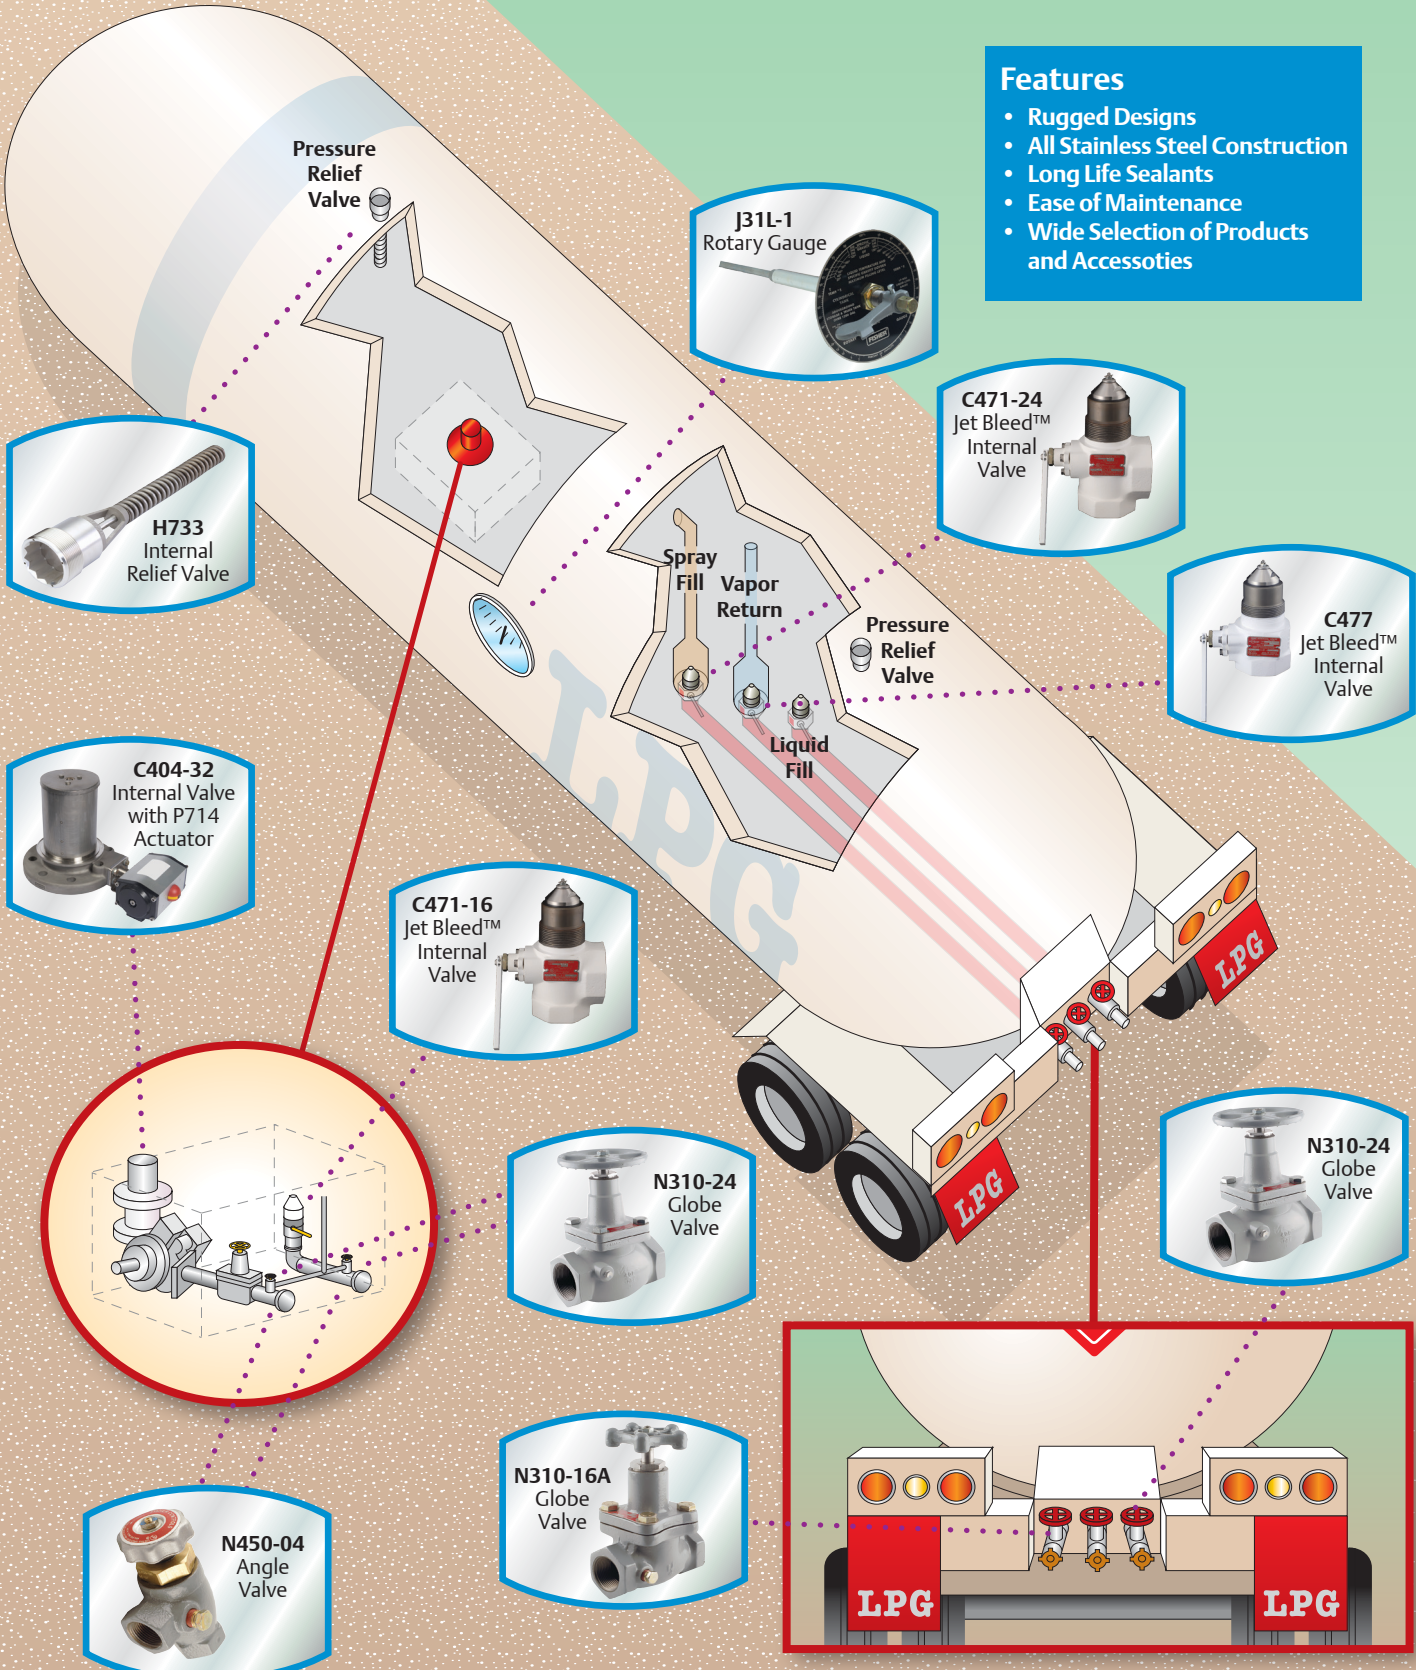 Features
• Rugged Designs
• All Stainless Steel Construction
• Long Life Sealants
• Ease of Maintenance
• Wide Selection of Products
and Accessoties
Pressure
Relief
Valve
J31L-1
Rotary Gauge
FISHER
C471-24
Jet Bleed™
Internal
Valve
H733
Internal
Relief Valve
Spray
Fill
Vapor
Return
Pressure
Relief
Valve
C477
Jet Bleed™
Internal
Valve
Liquid
Fill
LPG
C404-32
Internal Valve
with P714
Actuator
C471-16
Jet Bleed™
Internal
Valve
LPG
LPG
N310-24
Globe
Valve
N310-24
Globe
Valve
N310-16A
Globe
Valve
N450-04
Angle
Valve
LPG
LPG